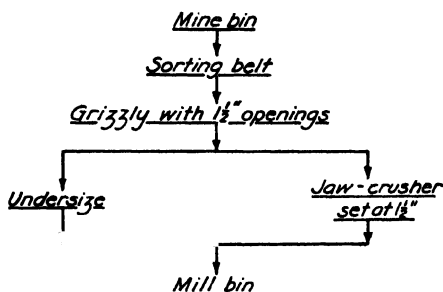 Mine bin
Sorting belt
Grizzly with 1½" openings
Undersize
Jaw-crusher
set at 1½"
Mill bin